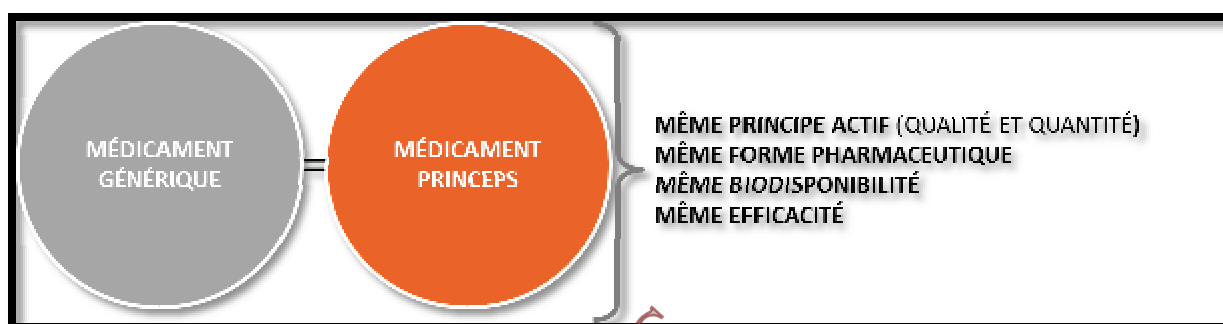 MÉDICAMENT
GÉNÉRIQUE
=
MÉDICAMENT
PRINCEPS
MÊME PRINCIPE ACTIF (QUALITÉ ET QUANTITÉ)
MÊME FORME PHARMACEUTIQUE
MÊME BIODISPONIBILITÉ
MÊME EFFICACITÉ